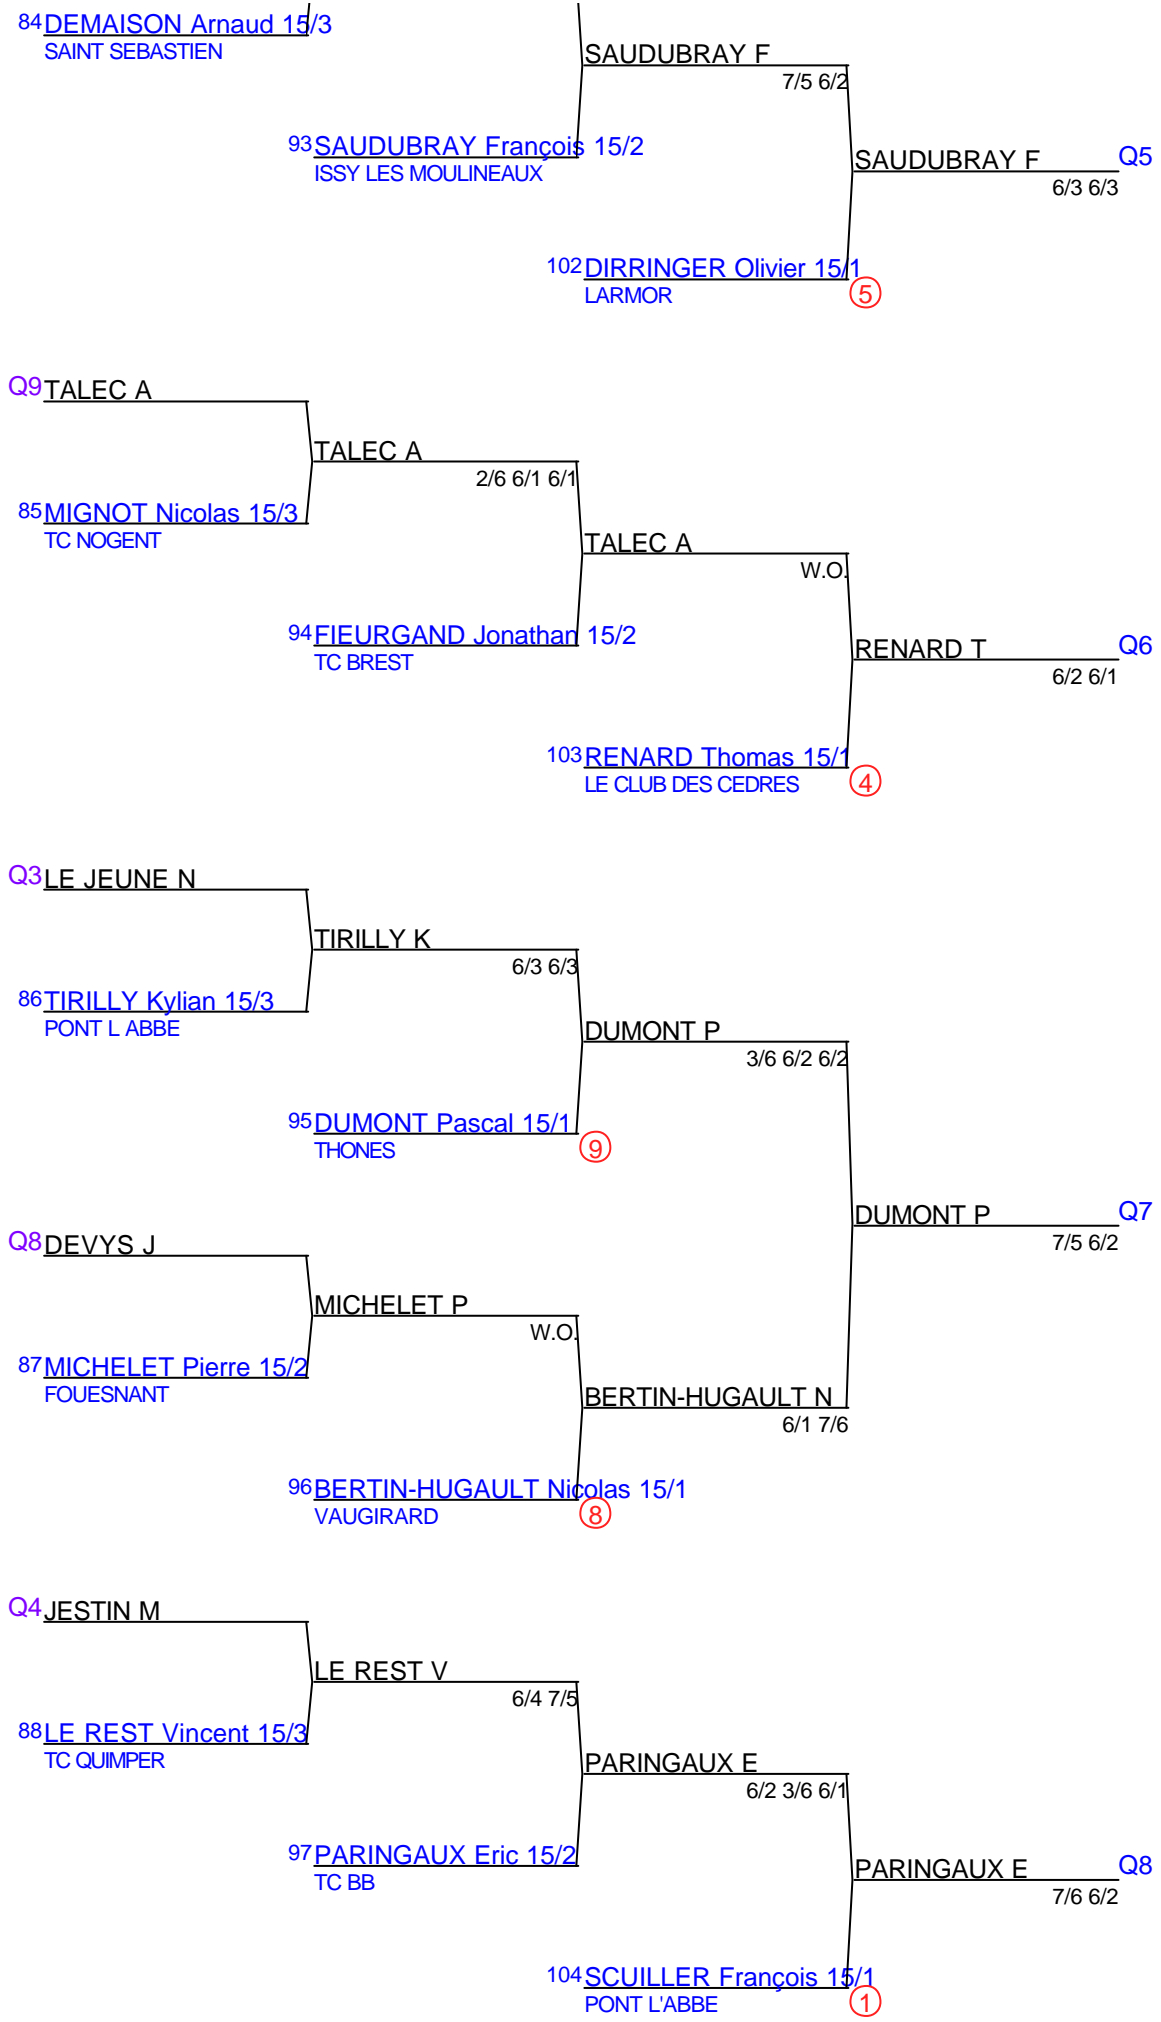 84 DEMAISON Arnaud 15/3
SAINT SEBASTIEN
SAUDUBRAY F
7/5 6/2
93 SAUDUBRAY François 15/2
ISSY LES MOULINEAUX
SAUDUBRAY F Q5
6/3 6/3
102 DIRRINGER Olivier 15/1
LARMOR
5
Q9 TALEC A
TALEC A
2/6 6/1 6/1
85 MIGNOT Nicolas 15/3
TC NOGENT
TALEC A
W.O.
94 FIEURGAND Jonathan 15/2
TC BREST
RENARD T Q6
6/2 6/1
103 RENARD Thomas 15/1
LE CLUB DES CEDRES
4
Q3 LE JEUNE N
TIRILLY K
6/3 6/3
86 TIRILLY Kylian 15/3
PONT L ABBE
DUMONT P
3/6 6/2 6/2
95 DUMONT Pascal 15/1
THONES
9
DUMONT P Q7
7/5 6/2
Q8 DEVYS J
MICHELET P
W.O.
87 MICHELET Pierre 15/2
FOUESNANT
BERTIN-HUGAULT N
6/1 7/6
96 BERTIN-HUGAULT Nicolas 15/1
VAUGIRARD
8
Q4 JESTIN M
LE REST V
6/4 7/5
88 LE REST Vincent 15/3
TC QUIMPER
PARINGAUX E
6/2 3/6 6/1
97 PARINGAUX Eric 15/2
TC BB
PARINGAUX E Q8
7/6 6/2
104 SCUILLER François 15/1
PONT L'ABBE
1